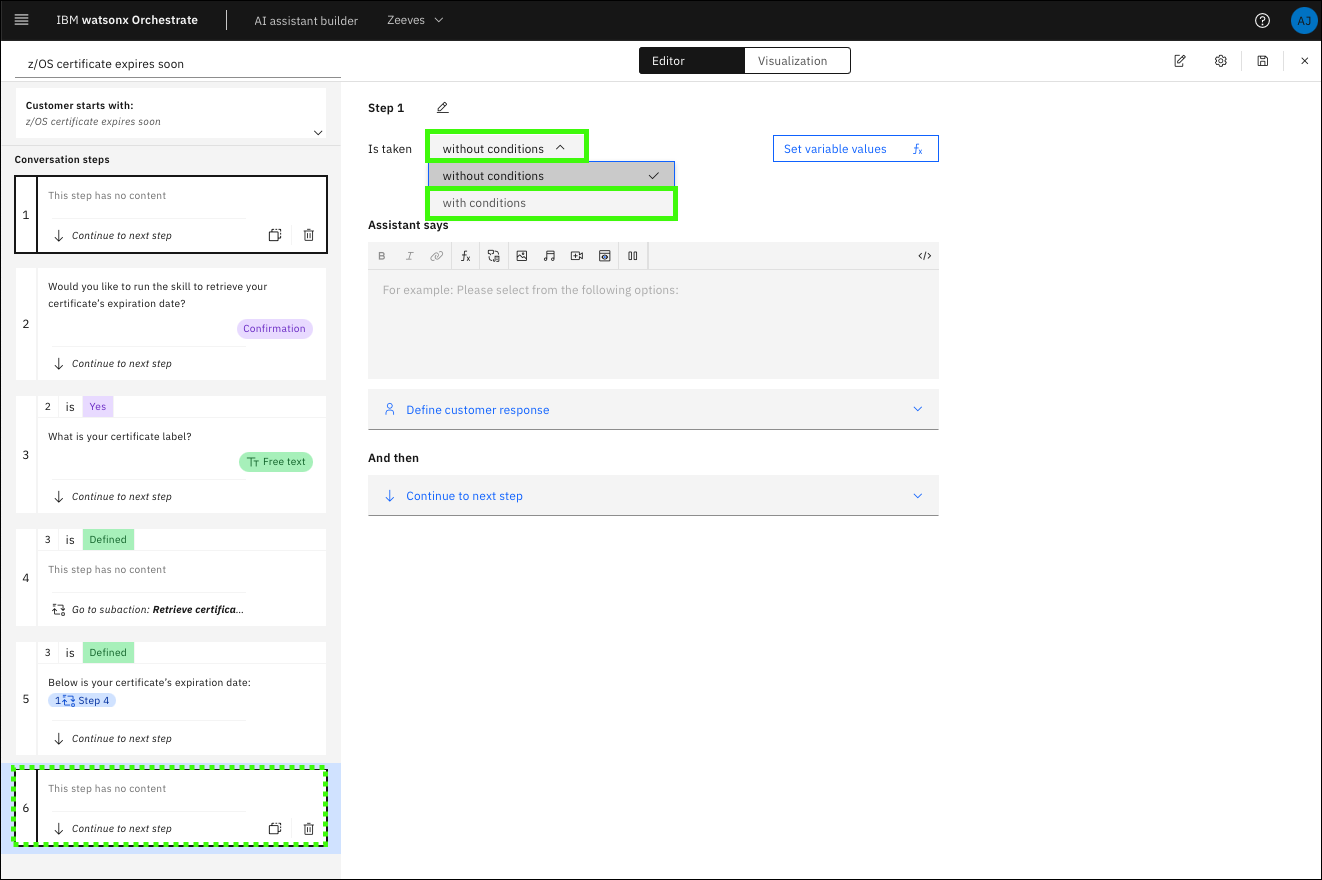 IBM watsonx Orchestrate
AI assistant builder
Zeeves
AJ
z/OS certificate expires soon
Editor
Visualization
Customer starts with:
z/OS certificate expires soon
Conversation steps
1
This step has no content
Continue to next step
2
Would you like to run the skill to retrieve your
certificate's expiration date?
Confirmation
Continue to next step
3
2 is Yes
What is your certificate label?
Free text
Continue to next step
4
3 is Defined
This step has no content
Go to subaction: Retrieve certifica...
5
3 is Defined
Below is your certificate's expiration date:
1 Step 4
Continue to next step
6
This step has no content
Continue to next step
Step 1
Is taken
without conditions
Set variable values
fx
without conditions
with conditions
Assistant says
B I fx </>
For example: Please select from the following options:
Define customer response
And then
Continue to next step